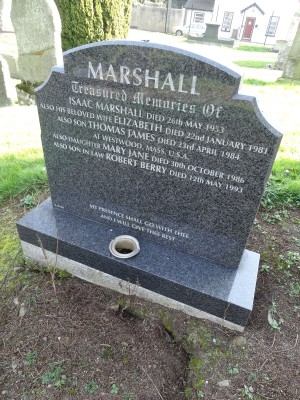 MARSHALL
Treasured Memories Of
ISAAC MARSHALL DIED 26TH MAY 1953
ALSO HIS BELOVED WIFE ELIZABETH DIED 22ND JANUARY 1981
ALSO SON THOMAS JAMES DIED 23RD APRIL 1984
AT WESTWOOD, MASS. U.S.A.
ALSO DAUGHTER MARY JANE DIED 30TH OCTOBER 1986
ALSO SON IN LAW ROBERT BERRY DIED 12TH MAY 1993
MY PRESENCE SHALL GO WITH THEE
AND I WILL GIVE THEE REST